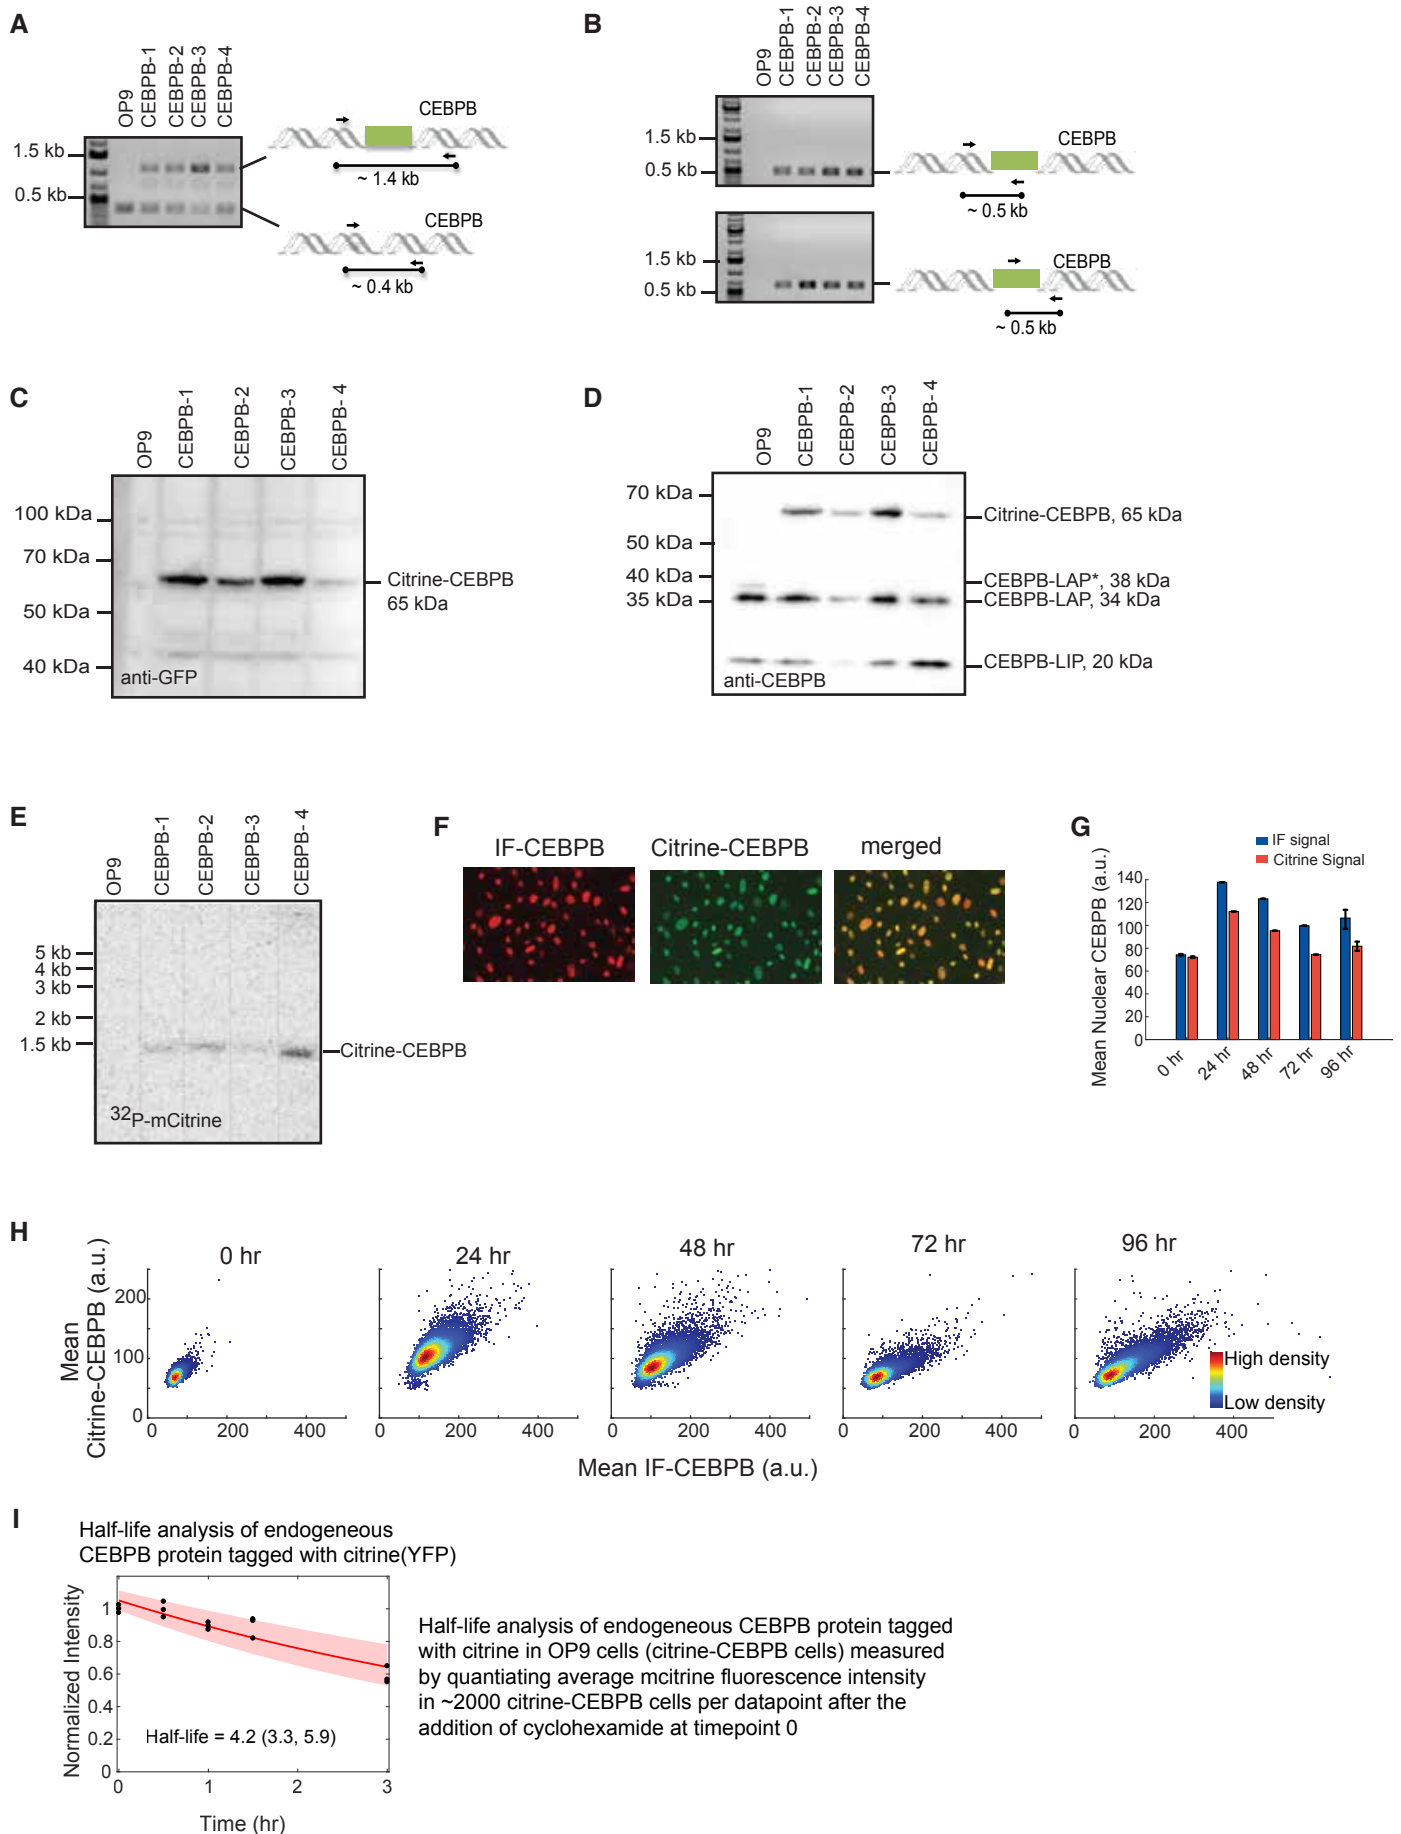 A
OP9
CEBPB-1
CEBPB-2
CEBPB-3
CEBPB-4
1.5 kb
0.5 kb
CEBPB
~ 1.4 kb
CEBPB
~ 0.4 kb
B
OP9
CEBPB-1
CEBPB-2
CEBPB-3
CEBPB-4
1.5 kb
0.5 kb
CEBPB
~ 0.5 kb
1.5 kb
0.5 kb
CEBPB
~ 0.5 kb
C
OP9
CEBPB-1
CEBPB-2
CEBPB-3
CEBPB- 4
100 kDa
70 kDa
50 kDa
40 kDa
Citrine-CEBPB
65 kDa
anti-GFP
D
OP9
CEBPB-1
CEBPB-2
CEBPB-3
CEBPB- 4
70 kDa
50 kDa
40 kDa
35 kDa
Citrine-CEBPB, 65 kDa
CEBPB-LAP*, 38 kDa
CEBPB-LAP, 34 kDa
CEBPB-LIP, 20 kDa
anti-CEBPB
E
OP9
CEBPB-1
CEBPB-2
CEBPB-3
CEBPB- 4
5 kb
4 kb
3 kb
2 kb
1.5 kb
Citrine-CEBPB
32P-mCitrine
F
IF-CEBPB
Citrine-CEBPB
merged
G
IF signal
Citrine Signal
Mean Nuclear CEBPB (a.u.)
140
120
100
80
60
40
20
0
0 hr
24 hr
48 hr
72 hr
96 hr
H
Mean
Citrine-CEBPB (a.u.)
0 hr
24 hr
48 hr
72 hr
96 hr
200
100
0
0 200 400
0 200 400
0 200 400
0 200 400
0 200 400
High density
Low density
Mean IF-CEBPB (a.u.)
I
Half-life analysis of endogeneous
CEBPB protein tagged with citrine(YFP)
Normalized Intensity
1
0.8
0.6
0.4
0.2
0
Half-life = 4.2 (3.3, 5.9)
0 1 2 3
Time (hr)
Half-life analysis of endogeneous CEBPB protein tagged
with citrine in OP9 cells (citrine-CEBPB cells) measured
by quantiating average mcitrine fluorescence intensity
in ~2000 citrine-CEBPB cells per datapoint after the
addition of cyclohexamide at timepoint 0